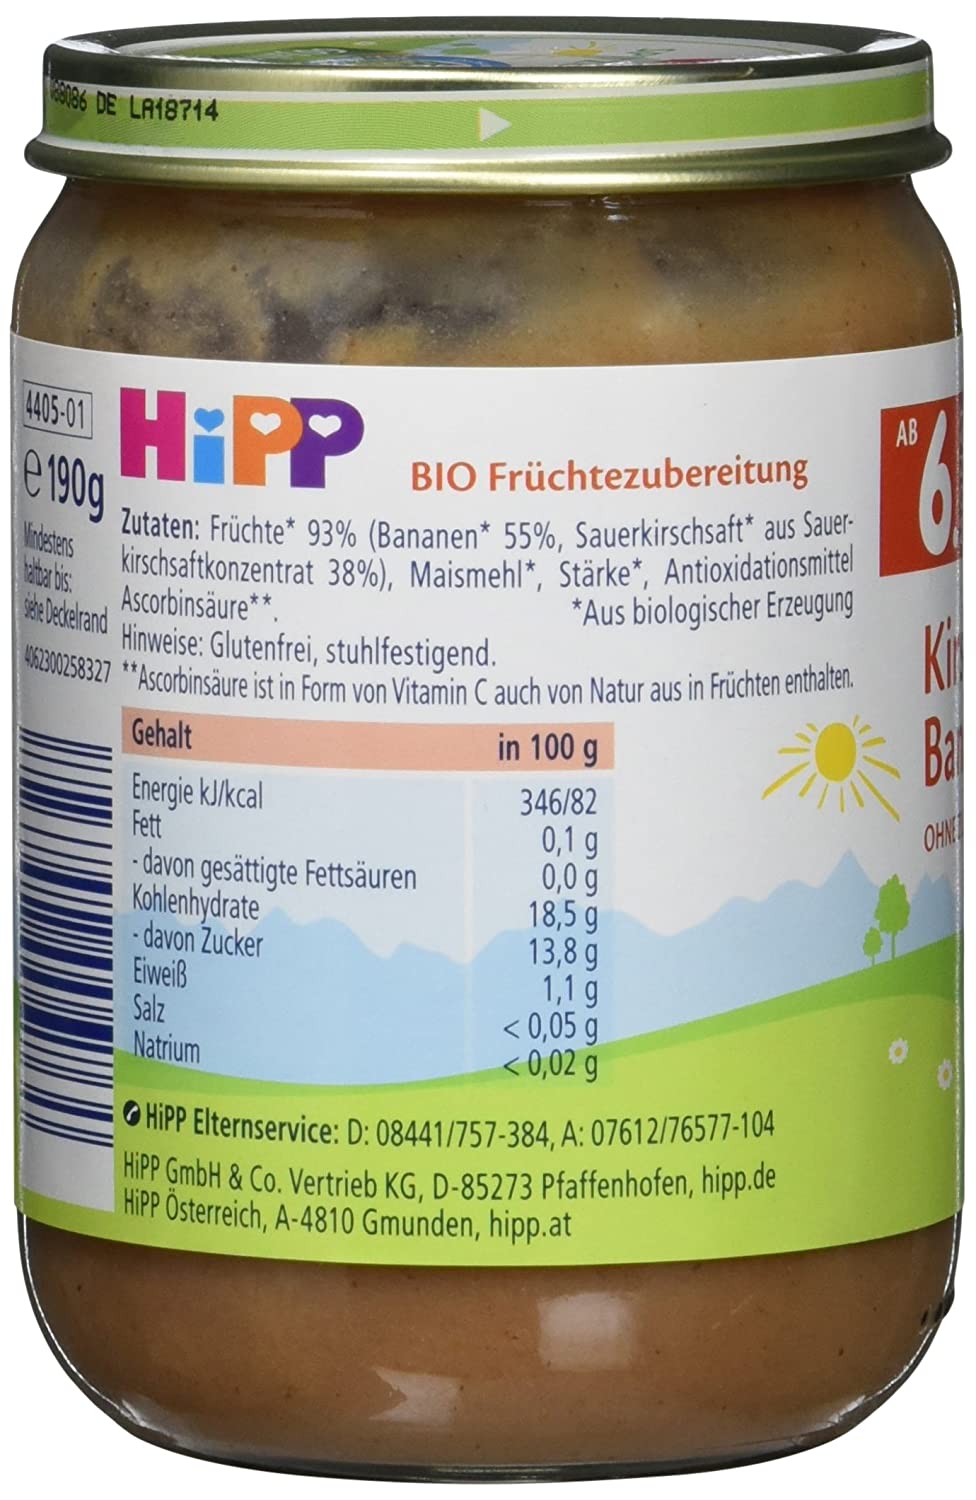 DE LA18714
4405-01
e 190g
Mindestens
haltbar bis:
siehe Deckelrand
4062300258327
HiPP
BIO Früchtezubereitung
Zutaten: Früchte* 93% (Bananen* 55%, Sauerkirschsaft* aus Sauer-
kirschsaftkonzentrat 38%), Maismehl*, Stärke*, Antioxidationsmittel
Ascorbinsäure**.
*Aus biologischer Erzeugung
Hinweise: Glutenfrei, stuhlfestigend.
**Ascorbinsäure ist in Form von Vitamin C auch von Natur aus in Früchten enthalten.
Gehalt in 100 g
Energie kJ/kcal 346/82
Fett 0,1 g
- davon gesättigte Fettsäuren 0,0 g
Kohlenhydrate 18,5 g
- davon Zucker 13,8 g
Eiweiß 1,1 g
Salz < 0,05 g
Natrium < 0,02 g
HiPP Elternservice: D: 08441/757-384, A: 07612/76577-104
HiPP GmbH & Co. Vertrieb KG, D-85273 Pfaffenhofen, hipp.de
HiPP Österreich, A-4810 Gmunden, hipp.at
AB
6.
OHNE